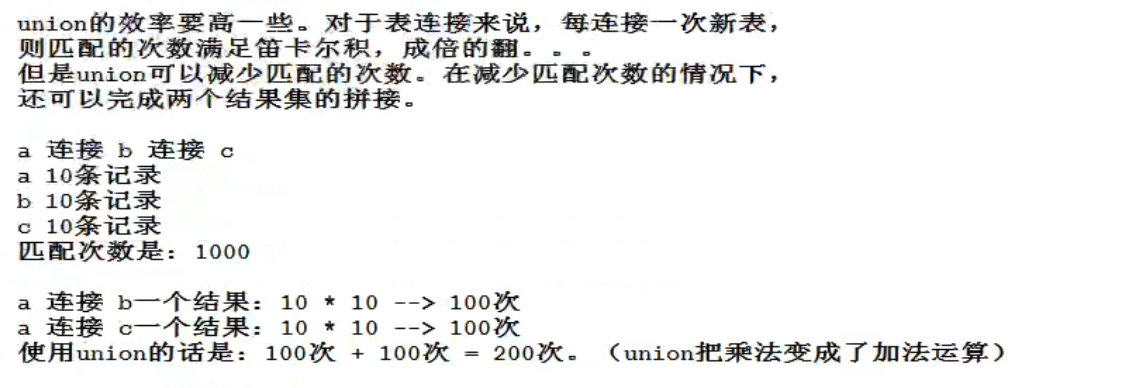 union的效率要高一些。对于表连接来说，每连接一次新表，
则匹配的次数满足笛卡尔积，成倍的翻。。。
但是union可以减少匹配的次数。在减少匹配次数的情况下，
还可以完成两个结果集的拼接。
a 连接 b 连接 c
a 10条记录
b 10条记录
c 10条记录
匹配次数是：1000
a 连接 b一个结果：10 * 10 --> 100次
a 连接 c一个结果：10 * 10 --> 100次
使用union的话是：100次 + 100次 = 200次。（union把乘法变成了加法运算）